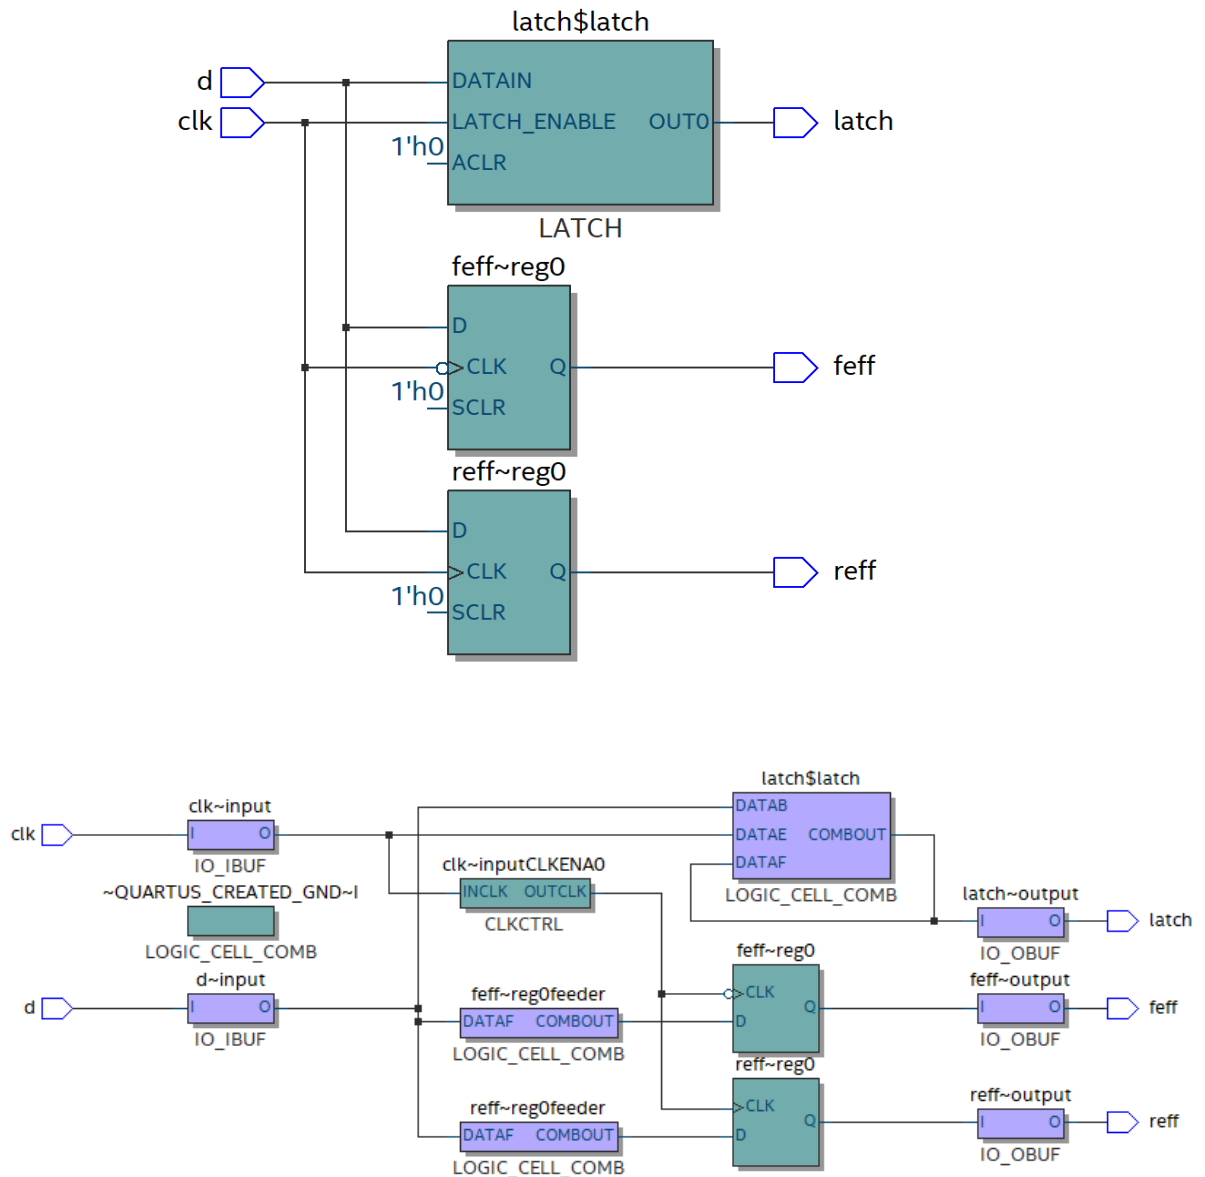 latch$latch
d
DATAIN
clk
LATCH_ENABLE OUT0
latch
1'h0
ACLR
LATCH
feff~reg0
D
CLK Q
feff
1'h0
SCLR
reff~reg0
D
CLK Q
reff
1'h0
SCLR
latch$latch
clk~input
DATAB
clk
I O
DATAE COMBOUT
IO_IBUF
clk~inputCLKENA0
DATAF
~QUARTUS_CREATED_GND~I
INCLK OUTCLK
LOGIC_CELL_COMB
latch~output
CLKCTRL
I O
latch
LOGIC_CELL_COMB
feff~reg0
IO_OBUF
d~input
feff~reg0feeder
CLK
feff~output
d
I O
DATAF COMBOUT
D
Q
I O
feff
IO_IBUF
LOGIC_CELL_COMB
IO_OBUF
reff~reg0
reff~reg0feeder
CLK
reff~output
DATAF COMBOUT
D
Q
I O
reff
LOGIC_CELL_COMB
IO_OBUF